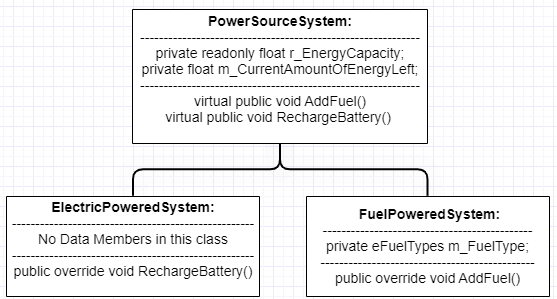 PowerSourceSystem:
private readonly float r_EnergyCapacity;
private float m_CurrentAmountOfEnergyLeft;
virtual public void AddFuel()
virtual public void RechargeBattery()
ElectricPoweredSystem:
No Data Members in this class
public override void RechargeBattery()
FuelPoweredSystem:
private eFuelTypes m_FuelType;
public override void AddFuel()